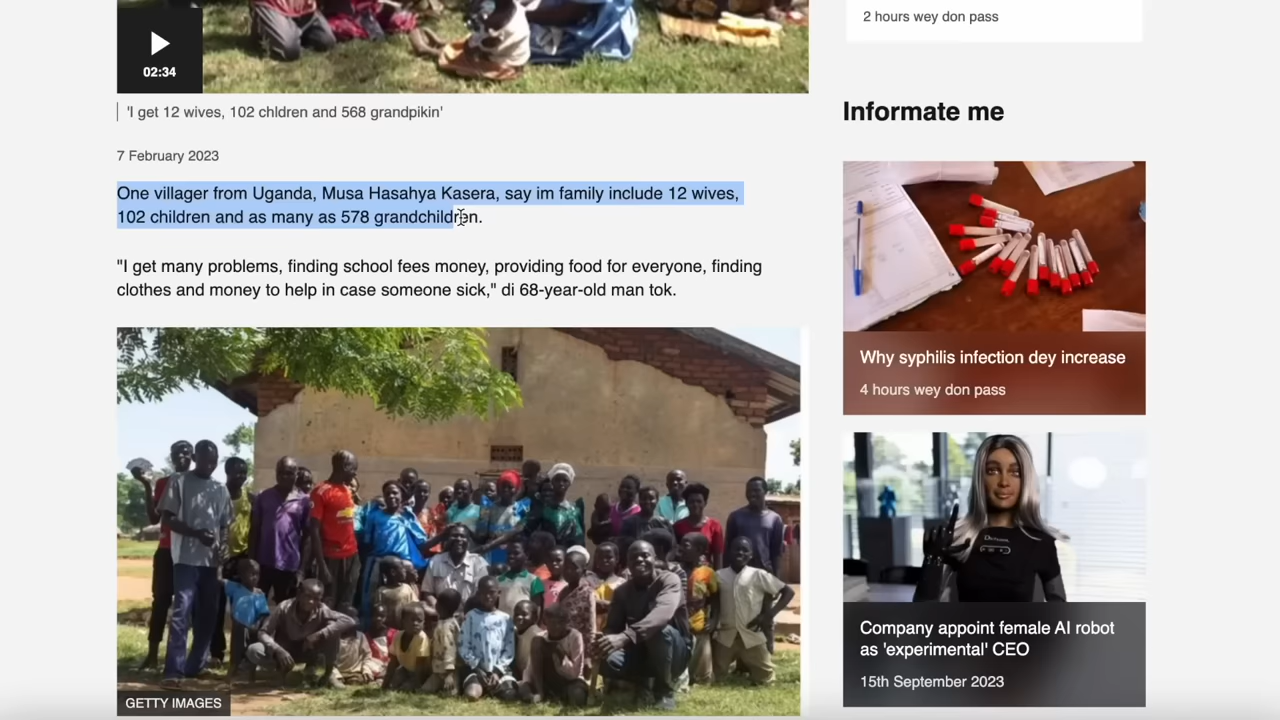 02:34
'I get 12 wives, 102 chldren and 568 grandpikin'
7 February 2023
One villager from Uganda, Musa Hasahya Kasera, say im family include 12 wives,
102 children and as many as 578 grandchildren.
"I get many problems, finding school fees money, providing food for everyone, finding
clothes and money to help in case someone sick," di 68-year-old man tok.
GETTY IMAGES
2 hours wey don pass
Informate me
Why syphilis infection dey increase
4 hours wey don pass
Company appoint female AI robot
as 'experimental' CEO
15th September 2023